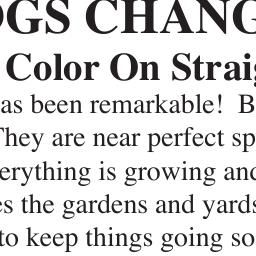 OGS CHANG
Color On Straig
as been remarkable! B
They are near perfect sp
erything is growing and
es the gardens and yards
to keep things going so